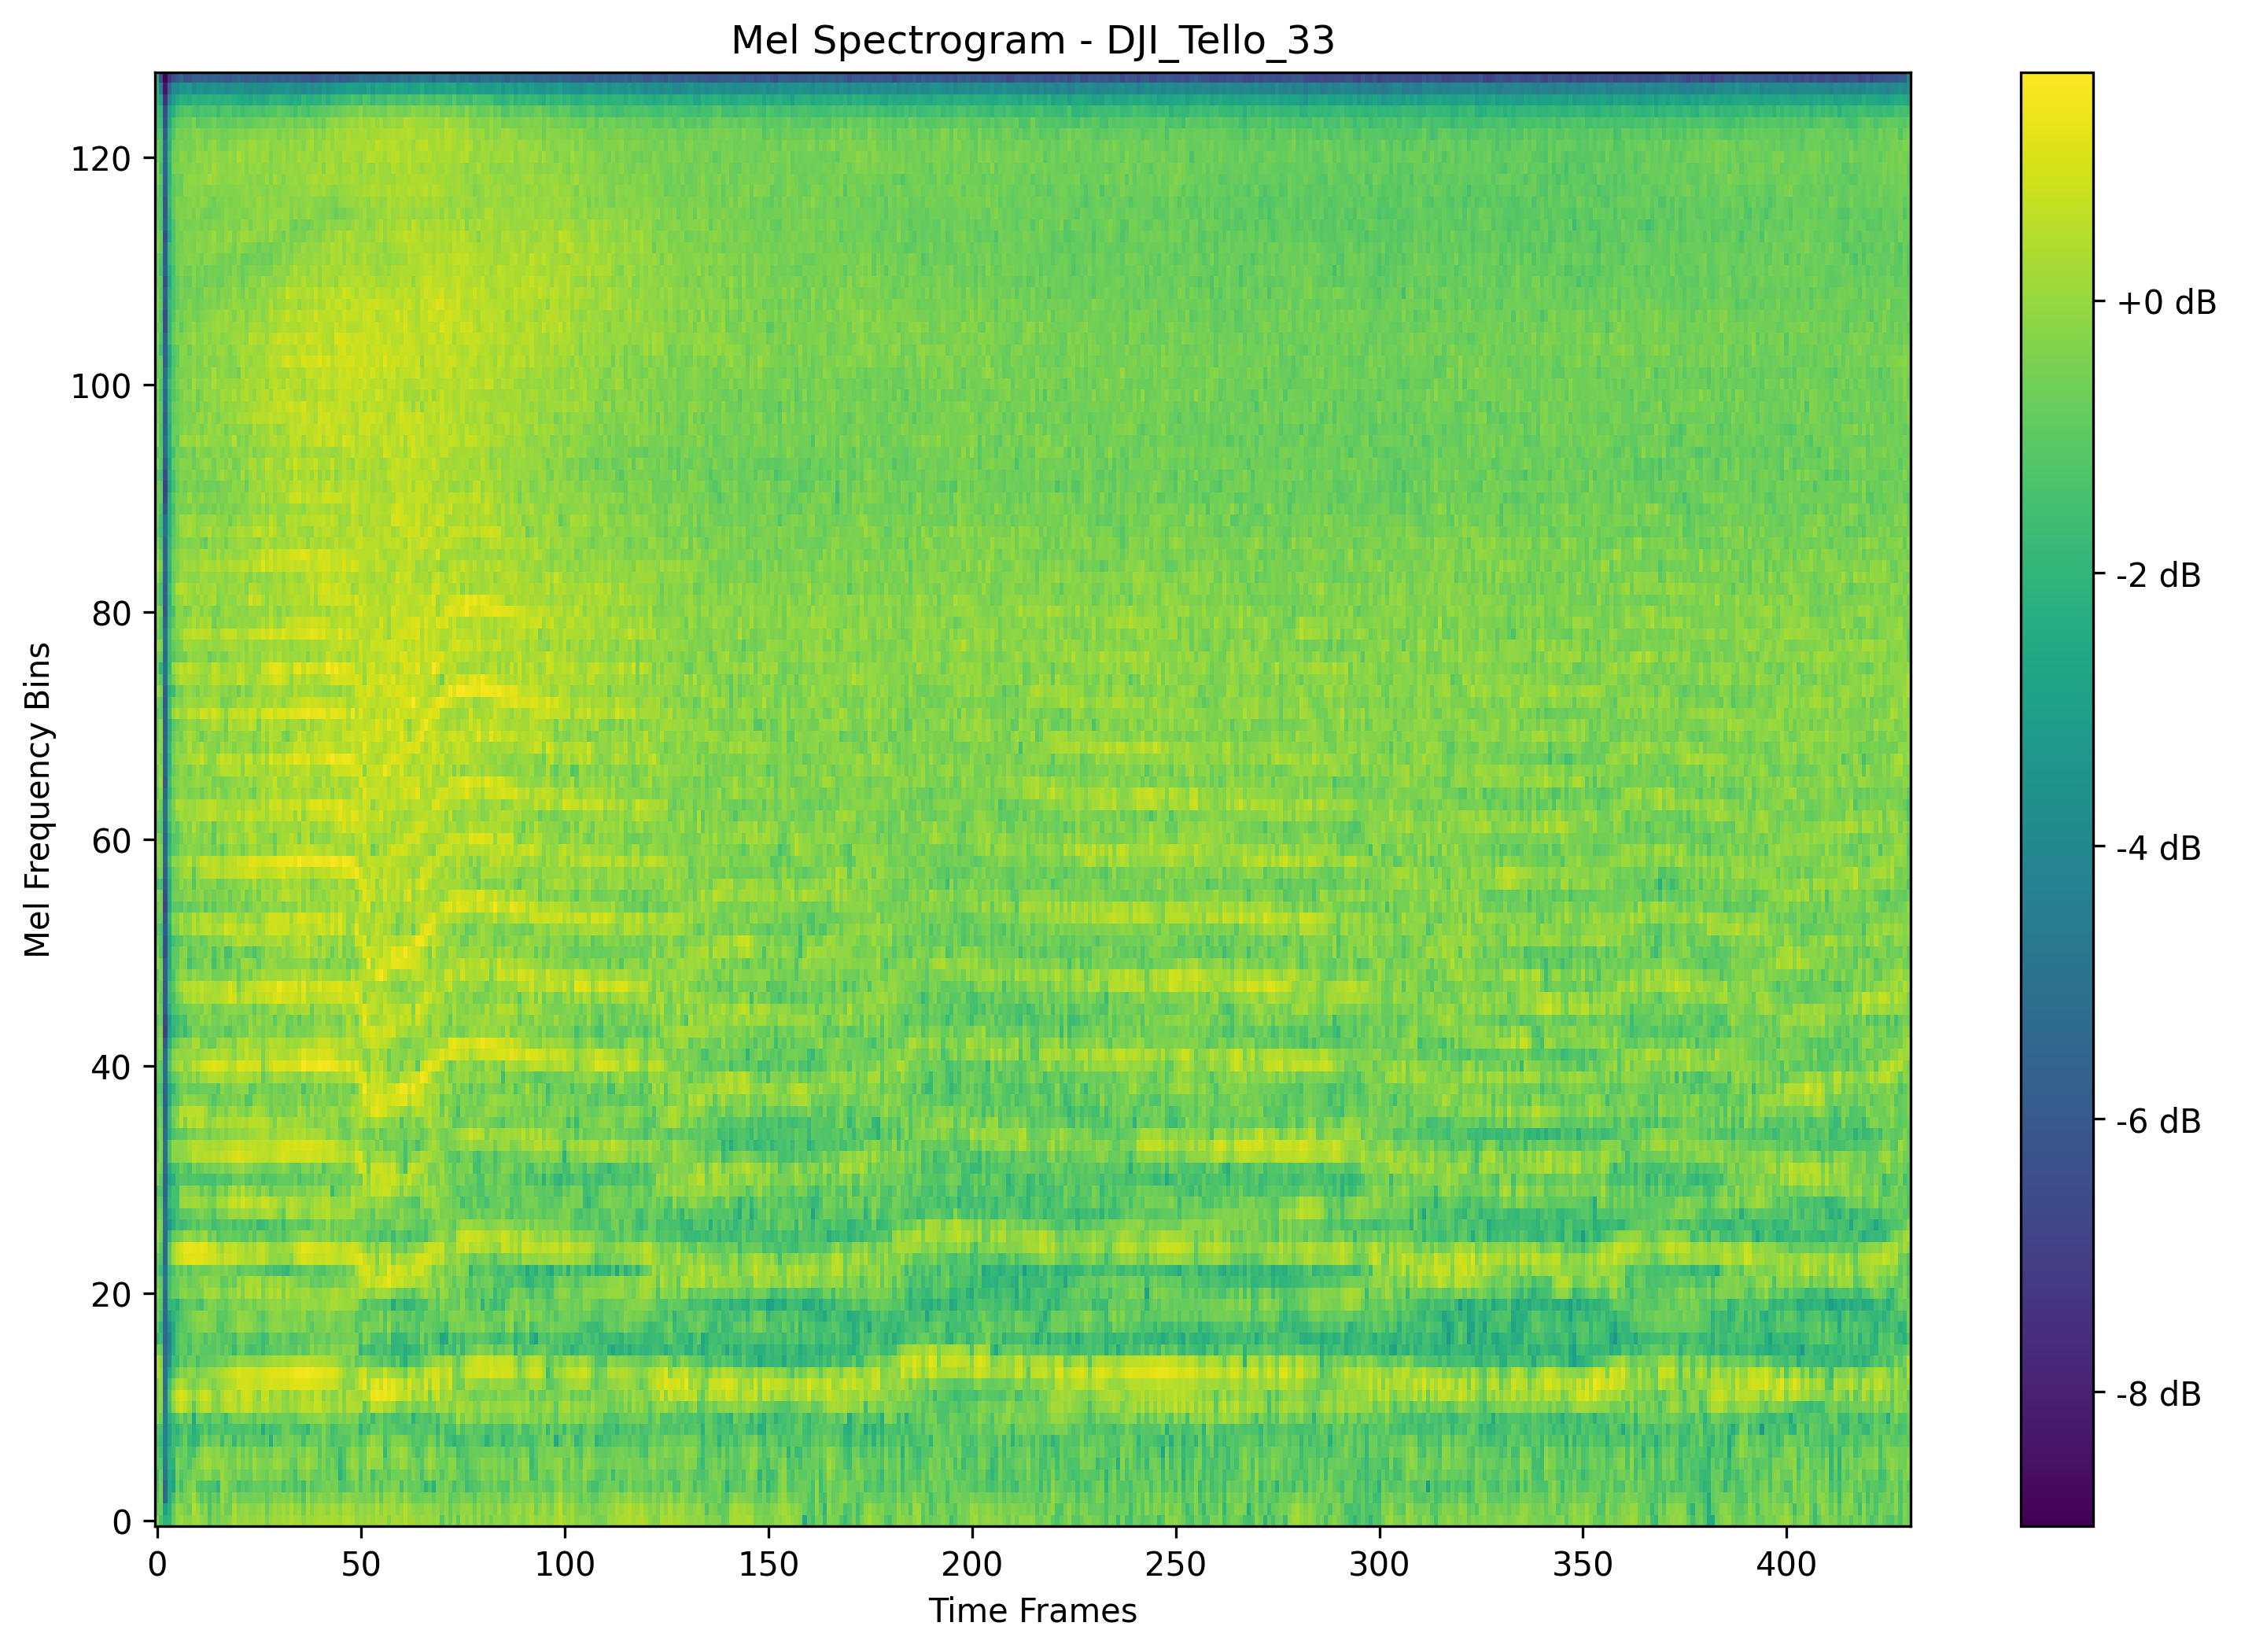 Mel Spectrogram - DJI_Tello_33
Mel Frequency Bins
120
100
80
60
40
20
0
0 50 100 150 200 250 300 350 400
Time Frames
+0 dB
-2 dB
-4 dB
-6 dB
-8 dB